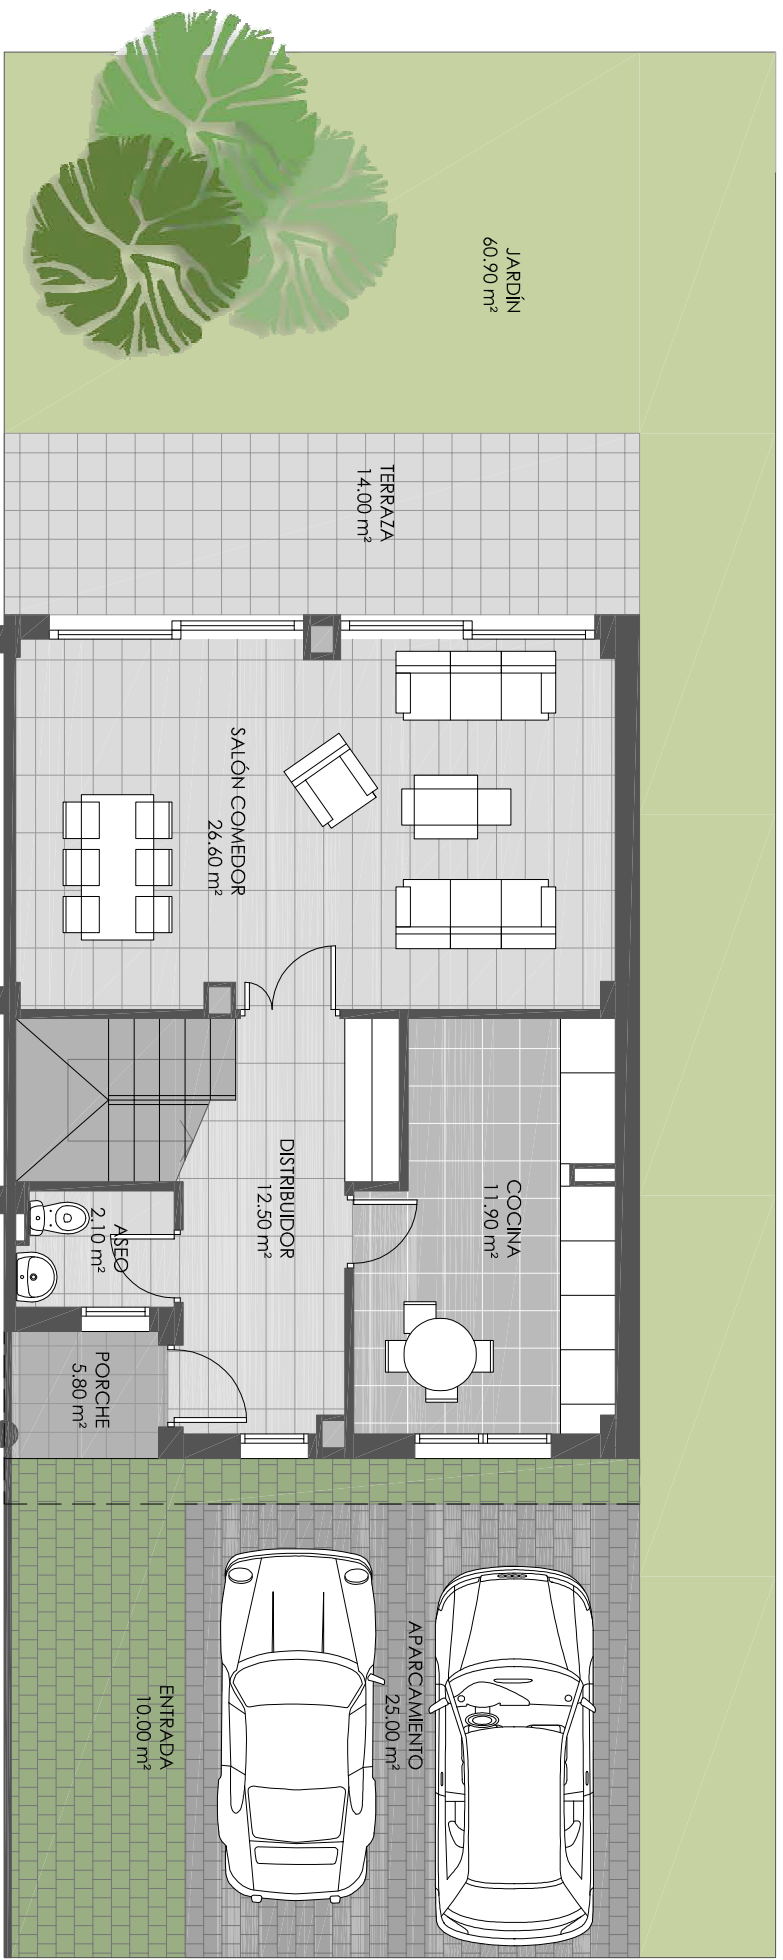 JARDÍN
60.90 m²
TERRAZA
14.00 m²
SALÓN COMEDOR
26.60 m²
DISTRIBUIDOR
12.50 m²
COCINA
11.90 m²
ASEO
2.10 m²
PORCHE
5.80 m²
APARCAMIENTO
25.00 m²
ENTRADA
10.00 m²